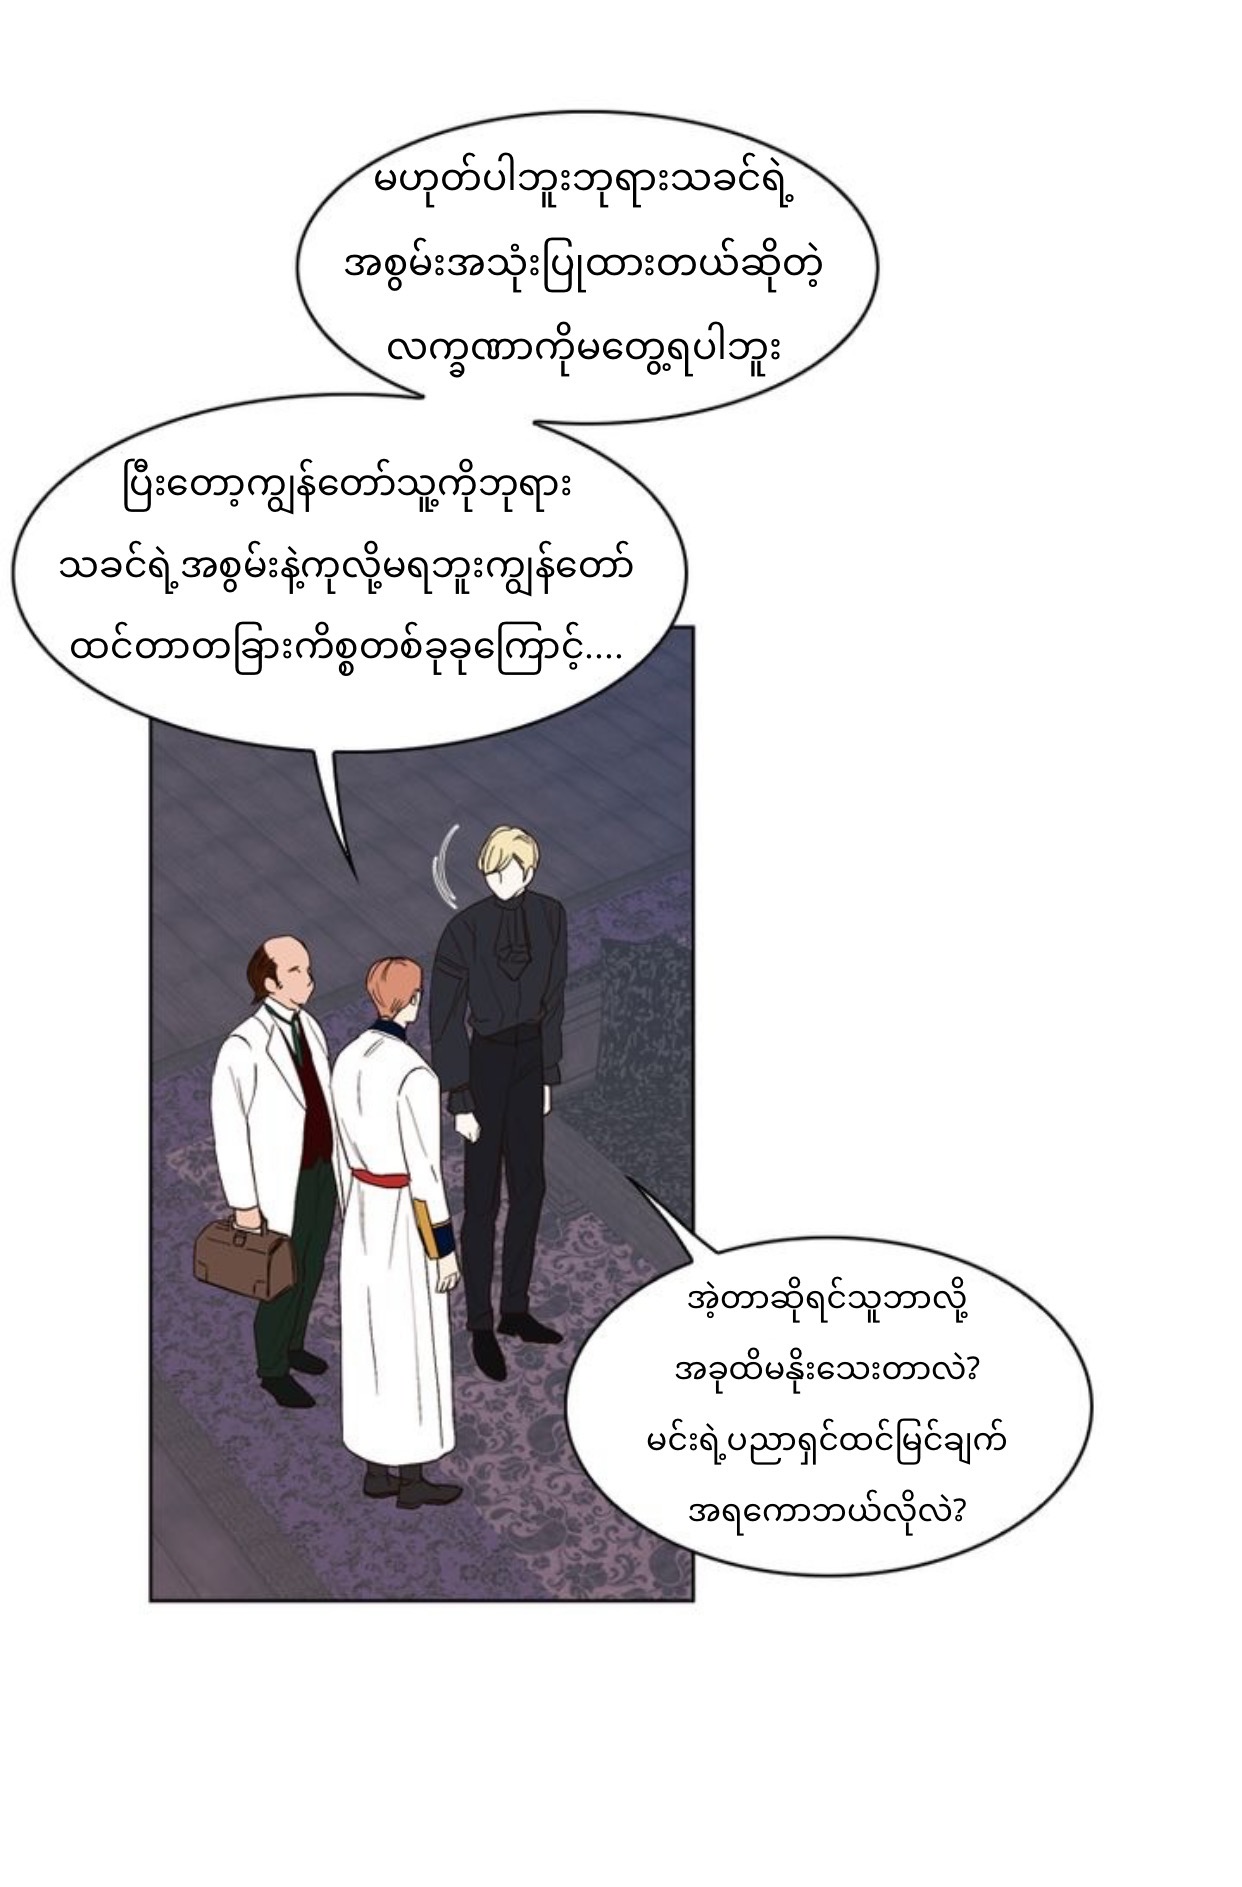 မဟုတ်ပါဘူးဘုရားသခင်ရဲ့
အစွမ်းအသုံးပြုထားတယ်ဆိုတဲ့
လက္ခဏာကိုမတွေ့ရပါဘူး
ပြီးတော့ကျွန်တော်သူ့ကိုဘုရား
သခင်ရဲ့အစွမ်းနဲ့ကုလို့မရဘူးကျွန်တော်
ထင်တာတခြားကိစ္စတစ်ခုခုကြောင့်....
အဲ့တာဆိုရင်သူဘာလို့
အခုထိမနိုးသေးတာလဲ?
မင်းရဲ့ပညာရှင်ထင်မြင်ချက်
အရကောဘယ်လိုလဲ?